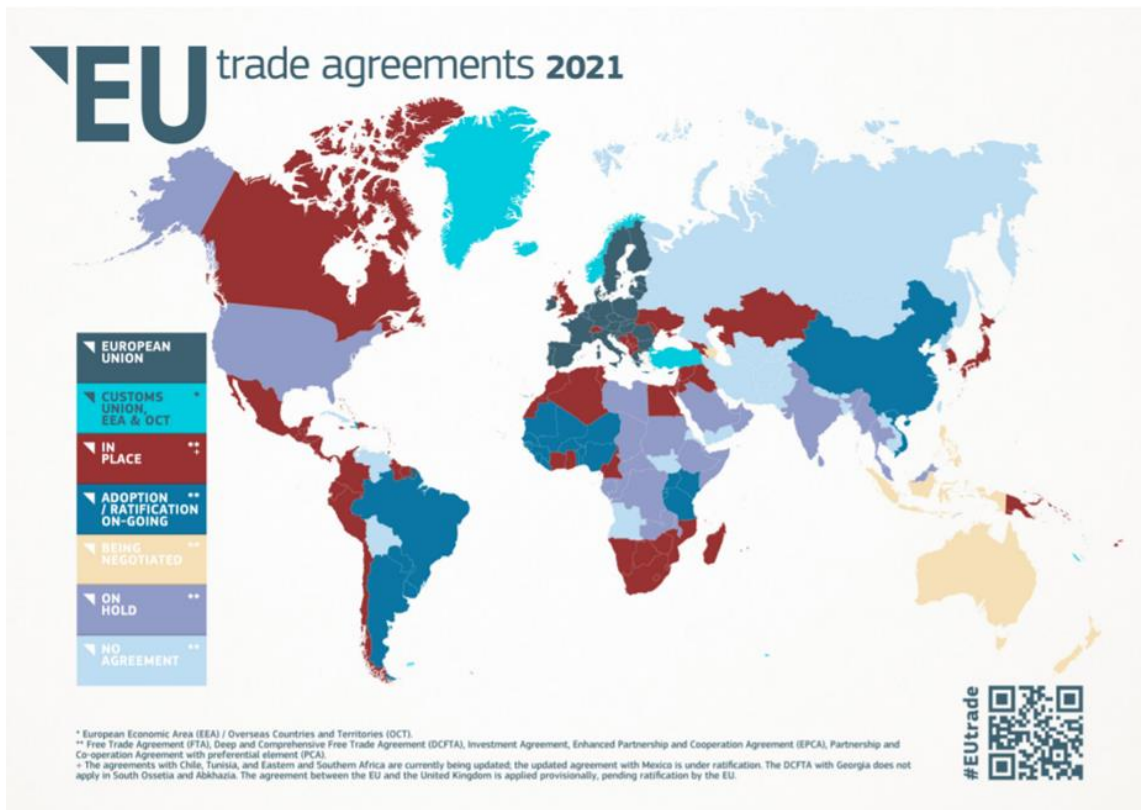 EU trade agreements 2021
EUROPEAN
UNION
CUSTOMS *
UNION,
EEA & OCT
IN **
PLACE +
ADOPTION **
/ RATIFICATION
ON-GOING
BEING **
NEGOTIATED
ON **
HOLD
NO **
AGREEMENT
#EUtrade
* European Economic Area (EEA) / Overseas Countries and Territories (OCT).
** Free Trade Agreement (FTA), Deep and Comprehensive Free Trade Agreement (DCFTA), Investment Agreement, Enhanced Partnership and Cooperation Agreement (EPCA), Partnership and
Co-operation Agreement with preferential element (PCA).
+ The agreements with Chile, Tunisia, and Eastern and Southern Africa are currently being updated; the updated agreement with Mexico is under ratification. The DCFTA with Georgia does not
apply in South Ossetia and Abkhazia. The agreement between the EU and the United Kingdom is applied provisionally, pending ratification by the EU.